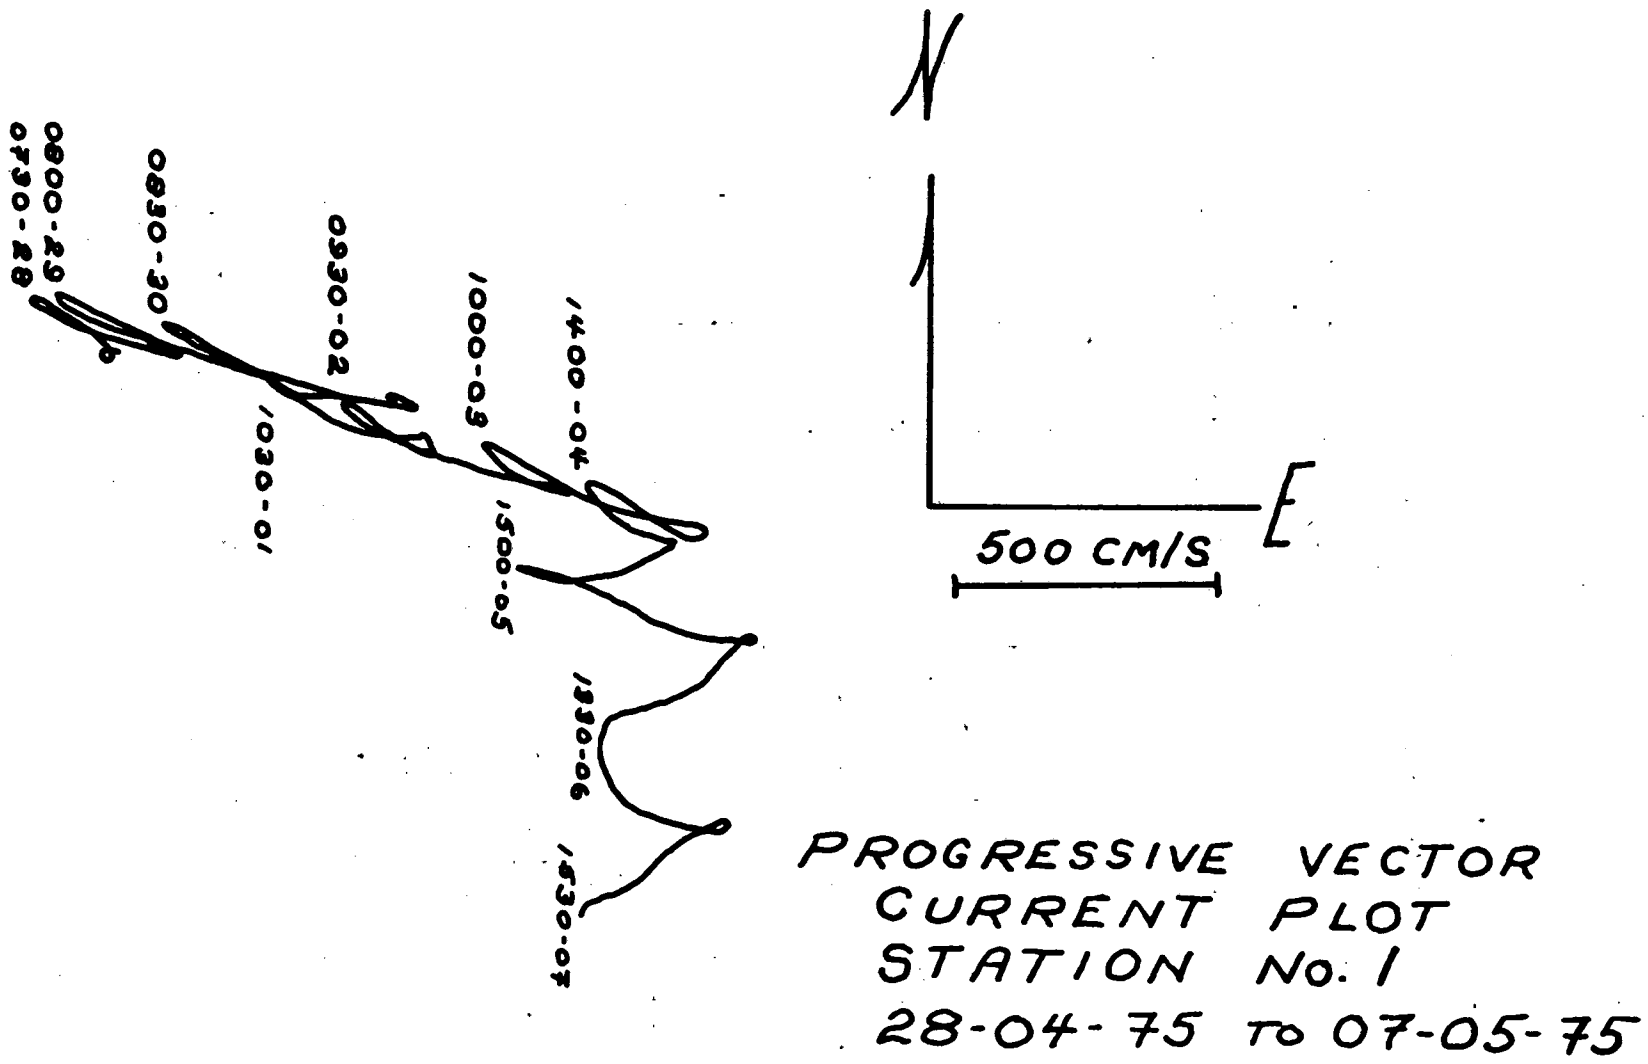 N
0730-28
0800-29
0830-30
0930-02
1000-03
1400-04
1030-01
1500-05
1330-06
1530-07
E
500 CM/S
PROGRESSIVE VECTOR
CURRENT PLOT
STATION No. 1
28-04-75 TO 07-05-75